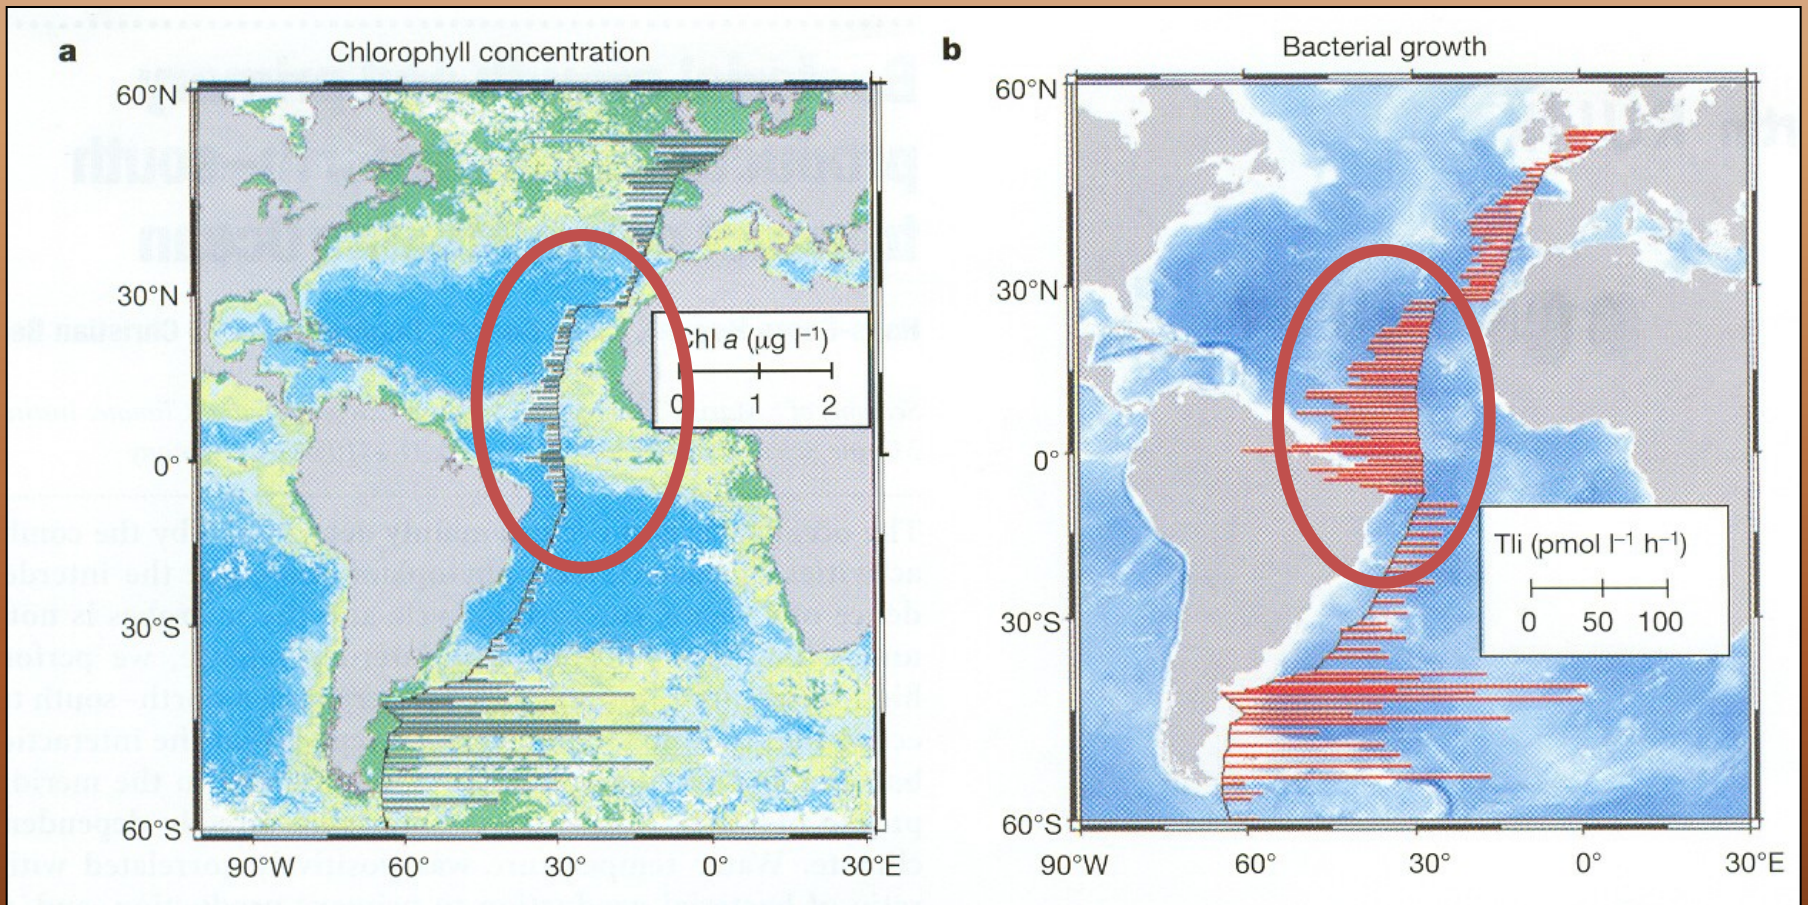 a
Chlorophyll concentration
60°N
30°N
0°
30°S
60°S
90°W
60°
30°
0°
30°E
Chl a (μg l⁻¹)
0 1 2
b
Bacterial growth
60°N
30°N
0°
30°S
60°S
90°W
60°
30°
0°
30°E
Tli (pmol l⁻¹ h⁻¹)
0 50 100